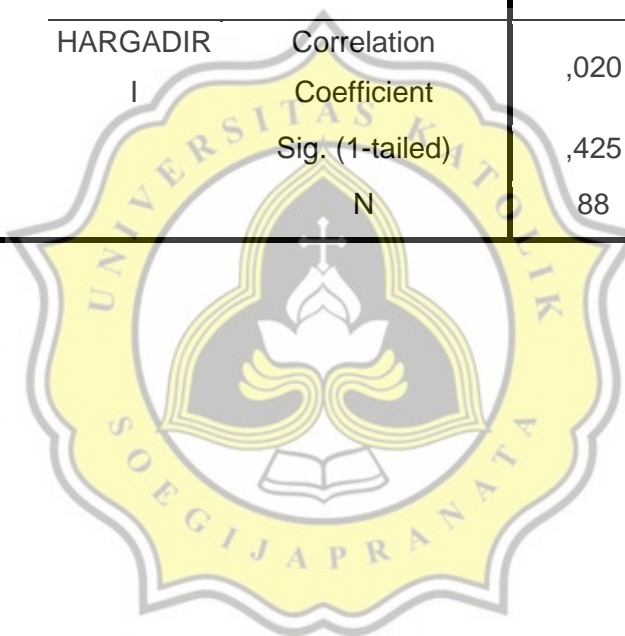 HARGADIR Correlation ,020
I Coefficient
Sig. (1-tailed) ,425
N 88
UNIVERSITAS KATOLIK
SOEGIJAPRANATA